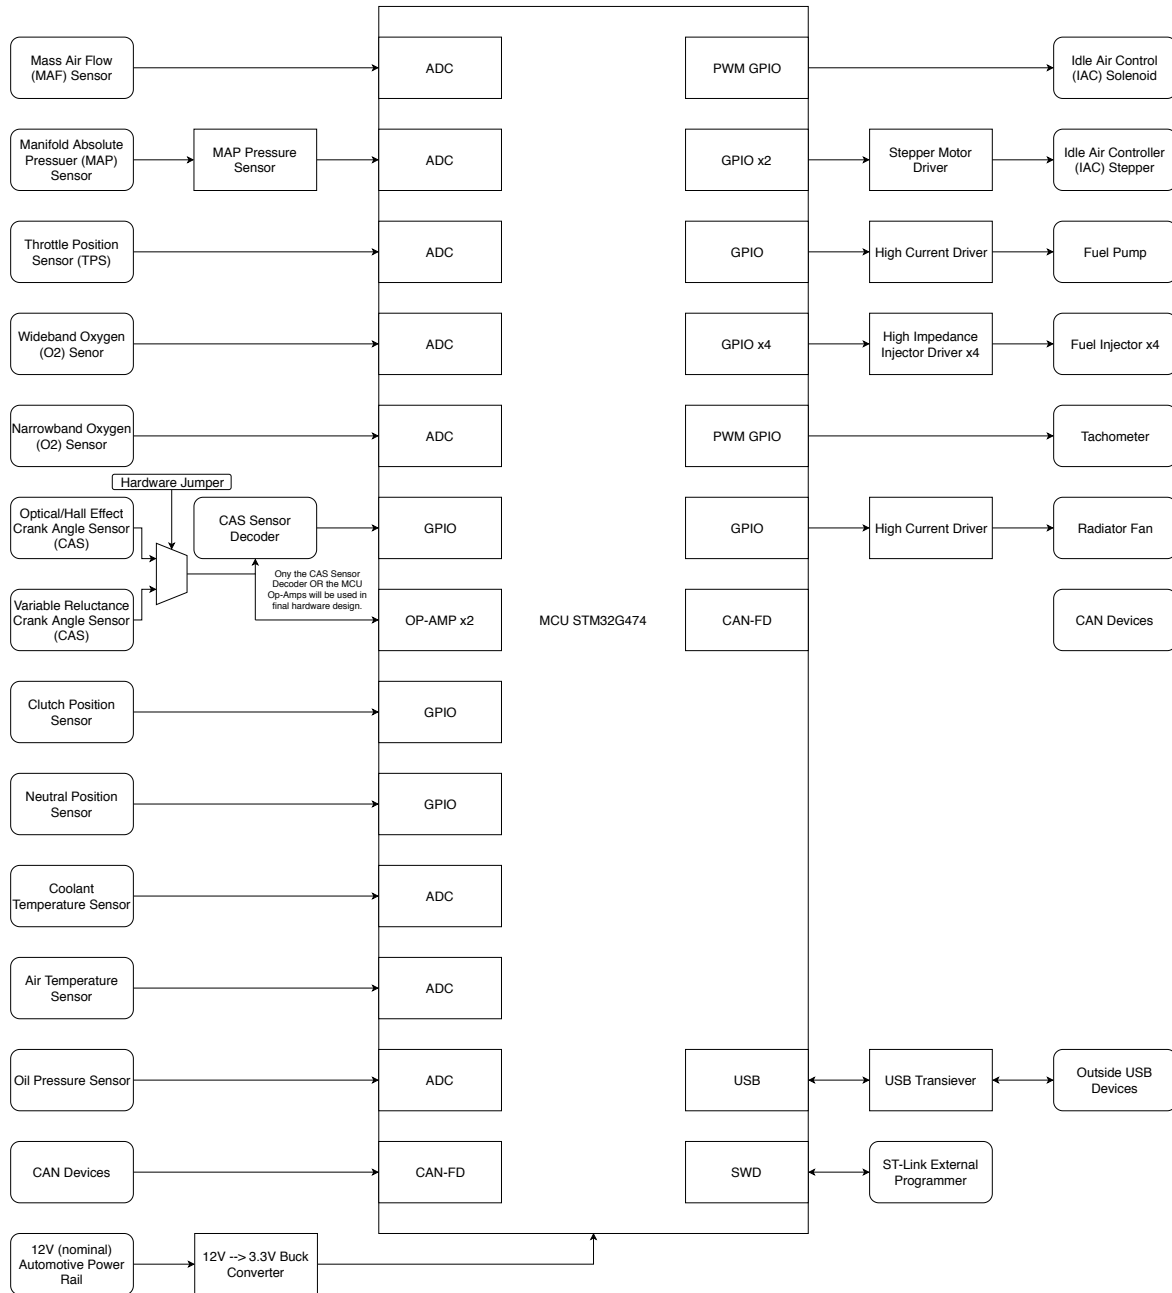 Mass Air Flow
(MAF) Sensor
ADC
PWM GPIO
Idle Air Control
(IAC) Solenoid
Manifold Absolute
Pressuer (MAP)
Sensor
MAP Pressure
Sensor
ADC
GPIO x2
Stepper Motor
Driver
Idle Air Controller
(IAC) Stepper
Throttle Position
Sensor (TPS)
ADC
GPIO
High Current Driver
Fuel Pump
Wideband Oxygen
(O2) Senor
ADC
GPIO x4
High Impedance
Injector Driver x4
Fuel Injector x4
Narrowband Oxygen
(O2) Sensor
ADC
PWM GPIO
Tachometer
Hardware Jumper
Optical/Hall Effect
Crank Angle Sensor
(CAS)
CAS Sensor
Decoder
GPIO
GPIO
High Current Driver
Radiator Fan
Ony the CAS Sensor
Decoder OR the MCU
Op-Amps will be used in
final hardware design.
Variable Reluctance
Crank Angle Sensor
(CAS)
OP-AMP x2
MCU STM32G474
CAN-FD
CAN Devices
Clutch Position
Sensor
GPIO
Neutral Position
Sensor
GPIO
Coolant
Temperature Sensor
ADC
Air Temperature
Sensor
ADC
Oil Pressure Sensor
ADC
USB
USB Transiever
Outside USB
Devices
CAN Devices
CAN-FD
SWD
ST-Link External
Programmer
12V (nominal)
Automotive Power
Rail
12V --> 3.3V Buck
Converter